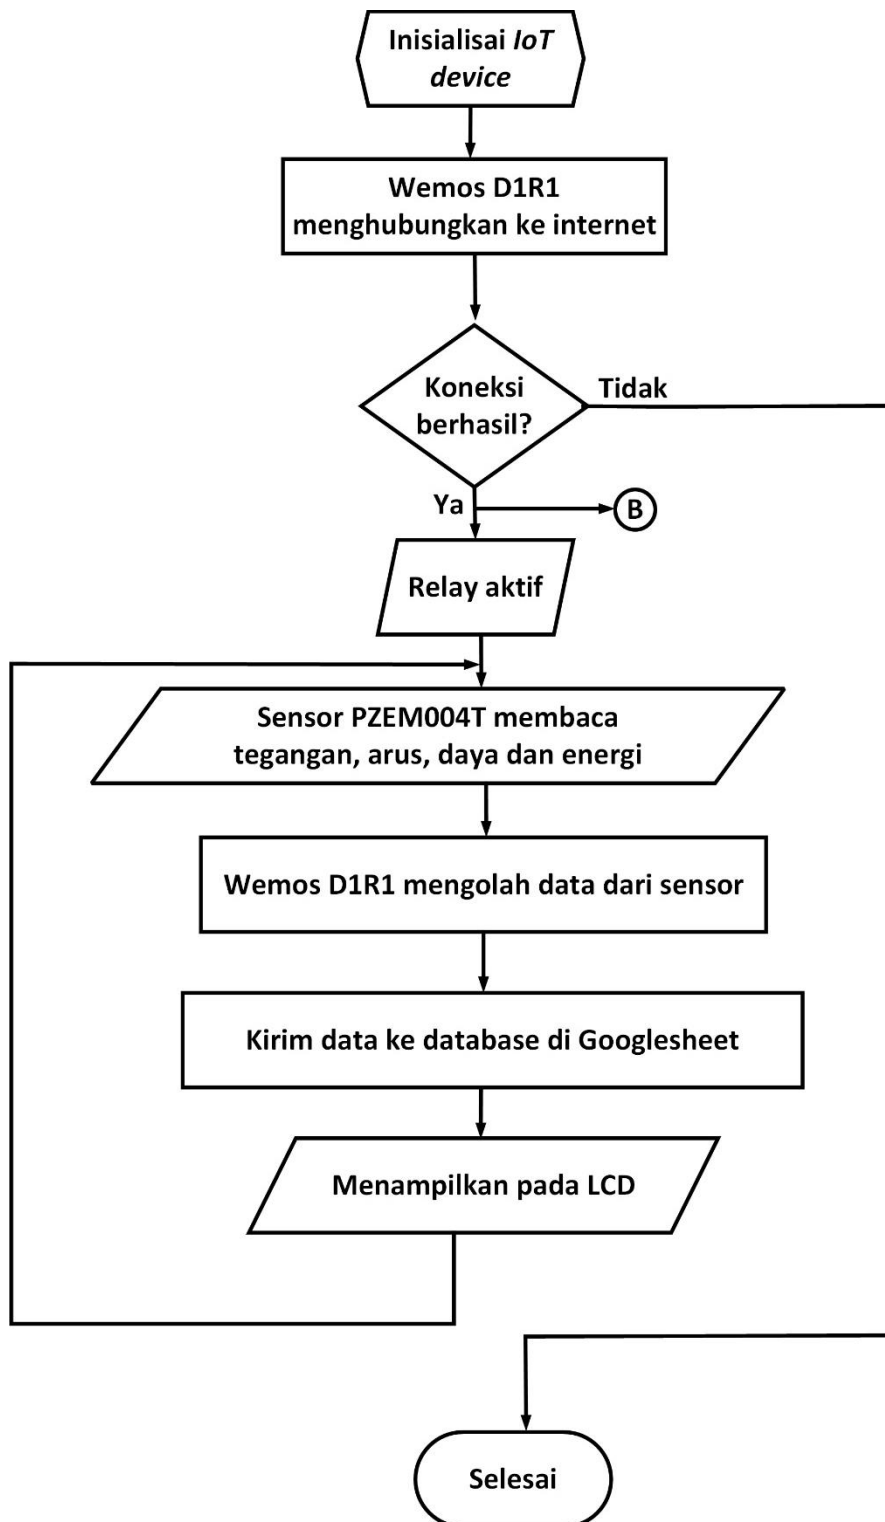 Inisialisai IoT
device
Wemos D1R1
menghubungkan ke internet
Koneksi
berhasil?
Tidak
Ya
B
Relay aktif
Sensor PZEM004T membaca
tegangan, arus, daya dan energi
Wemos D1R1 mengolah data dari sensor
Kirim data ke database di Googlesheet
Menampilkan pada LCD
Selesai